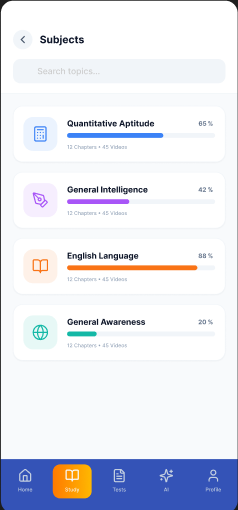 Subjects
Search topics...
Quantitative Aptitude 65 %
12 Chapters • 45 Videos
General Intelligence 42 %
12 Chapters • 45 Videos
English Language 88 %
12 Chapters • 45 Videos
General Awareness 20 %
12 Chapters • 45 Videos
Home Study Tests AI Profile